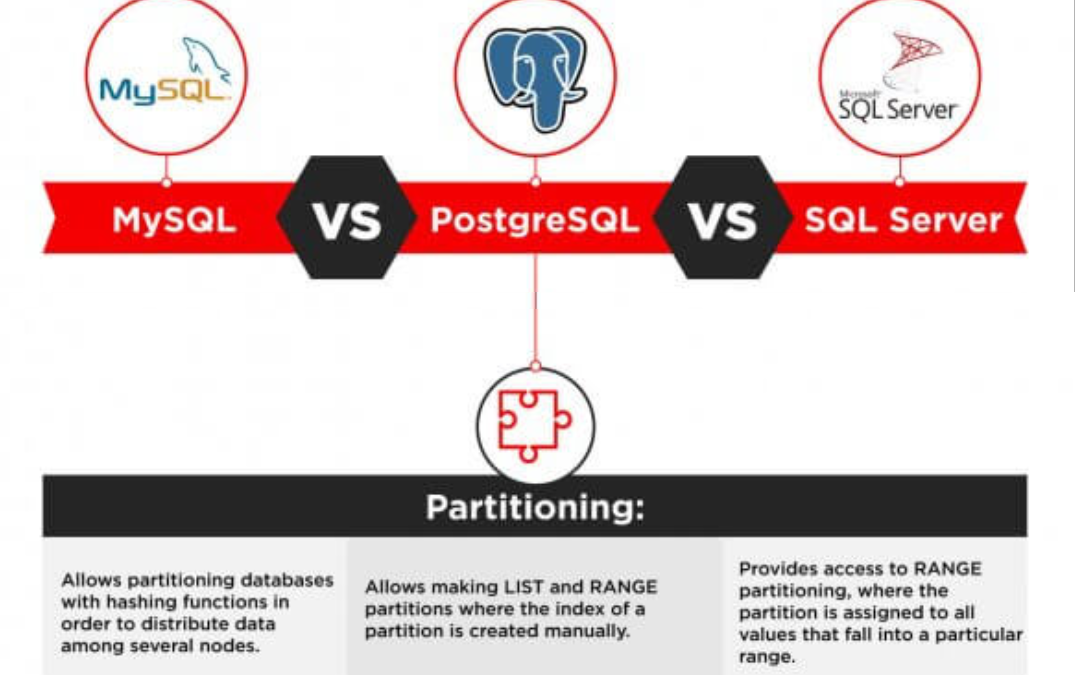 MySQL
Microsoft
SQL Server
MySQL
VS
PostgreSQL
VS
SQL Server
Partitioning:
Allows partitioning databases
with hashing functions in
order to distribute data
among several nodes.
Allows making LIST and RANGE
partitions where the index of a
partition is created manually.
Provides access to RANGE
partitioning, where the
partition is assigned to all
values that fall into a particular
range.